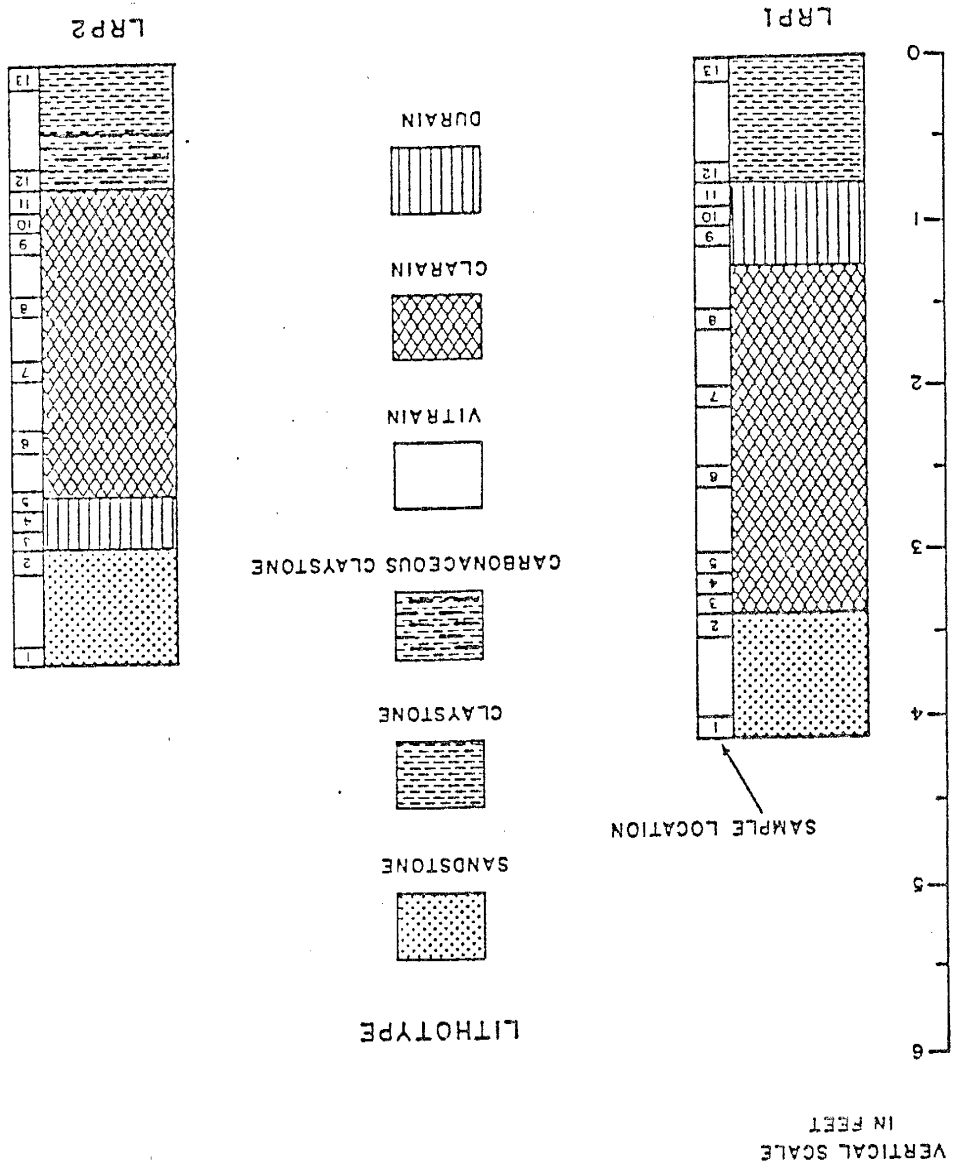 VERTICAL SCALE
IN FEET
6
5
4
3
2
1
0
SAMPLE LOCATION
1
2
3
4
5
6
7
8
9
10
11
12
13
LRP1
LITHOTYPE
SANDSTONE
CLAYSTONE
CARBONACEOUS CLAYSTONE
VITRAIN
CLARAIN
DURAIN
1
2
3
4
5
6
7
8
9
10
11
12
13
LRP2